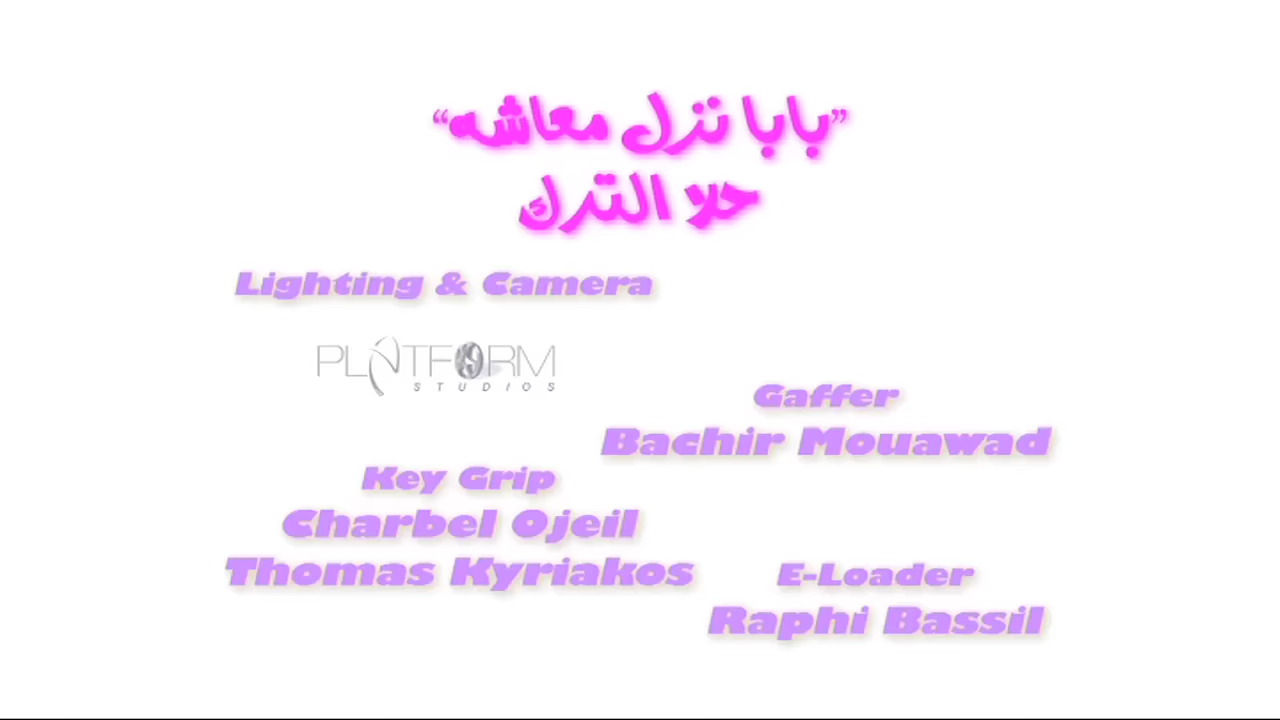 ”بابا نزل معاشه“
حلا الترك
Lighting & Camera
PLATFORM
STUDIOS
Gaffer
Bachir Mouawad
Key Grip
Charbel Ojeil
Thomas Kyriakos
E-Loader
Raphi Bassil